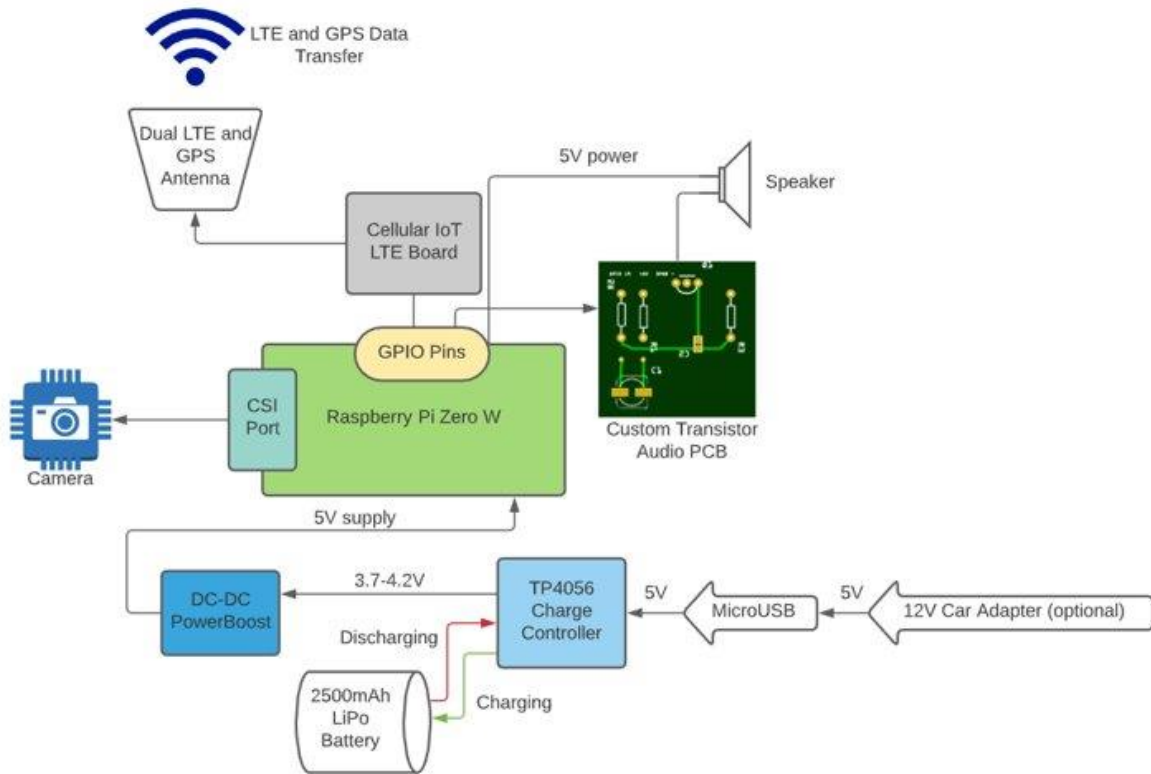 LTE and GPS Data
Transfer
Dual LTE and
GPS
Antenna
5V power
Speaker
Cellular IoT
LTE Board
GPIO Pins
CSI
Port
Raspberry Pi Zero W
Camera
Custom Transistor
Audio PCB
5V supply
DC-DC
PowerBoost
3.7-4.2V
TP4056
Charge
Controller
5V
MicroUSB
5V
12V Car Adapter (optional)
Discharging
Charging
2500mAh
LiPo
Battery